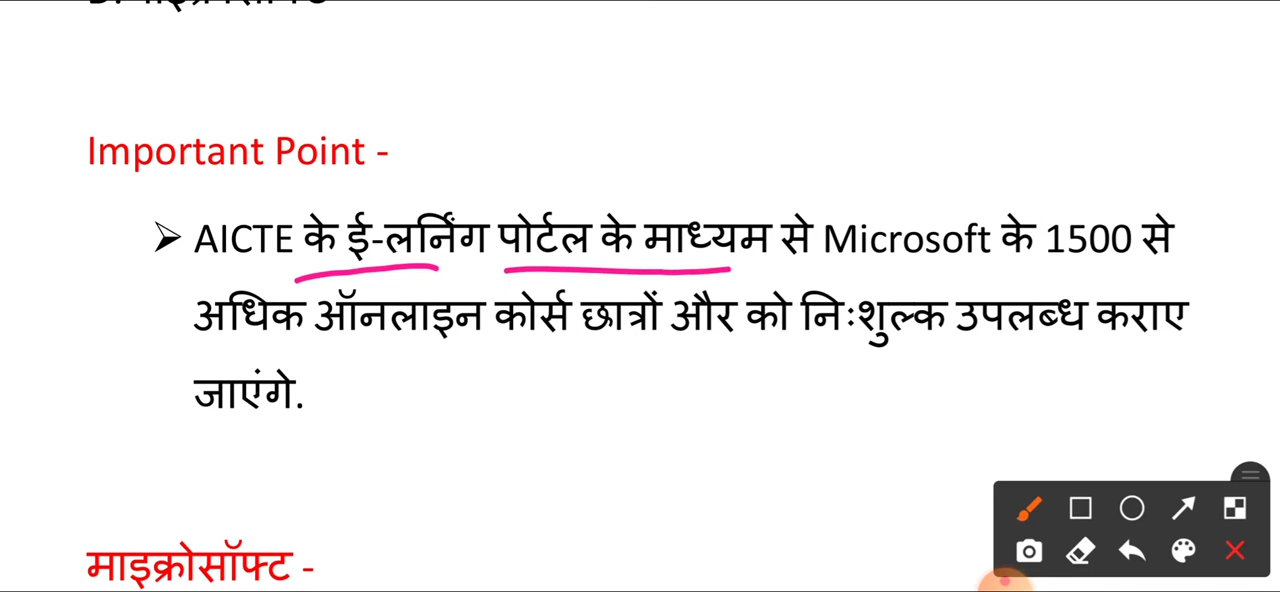 Important Point -
➢ AICTE के ई-लर्निंग पोर्टल के माध्यम से Microsoft के 1500 से
अधिक ऑनलाइन कोर्स छात्रों और को निःशुल्क उपलब्ध कराए
जाएंगे.
माइक्रोसॉफ्ट -